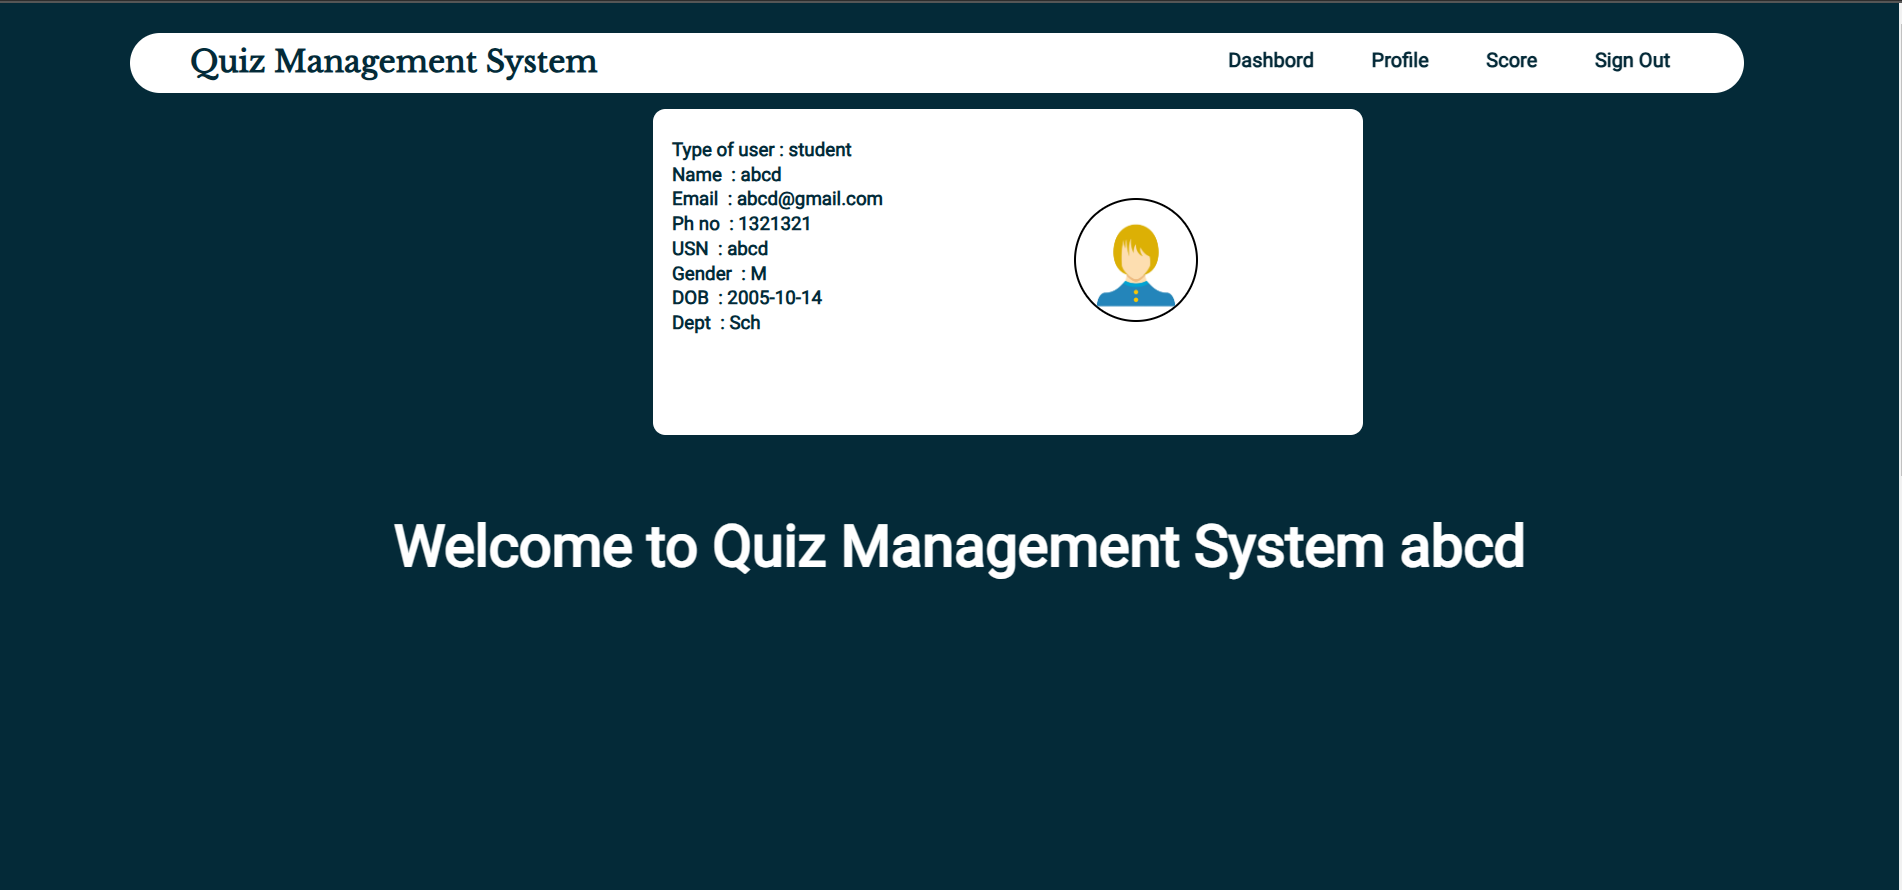 Quiz Management System
Dashbord Profile Score Sign Out
Type of user : student
Name : abcd
Email : abcd@gmail.com
Ph no : 1321321
USN : abcd
Gender : M
DOB : 2005-10-14
Dept : Sch
Welcome to Quiz Management System abcd